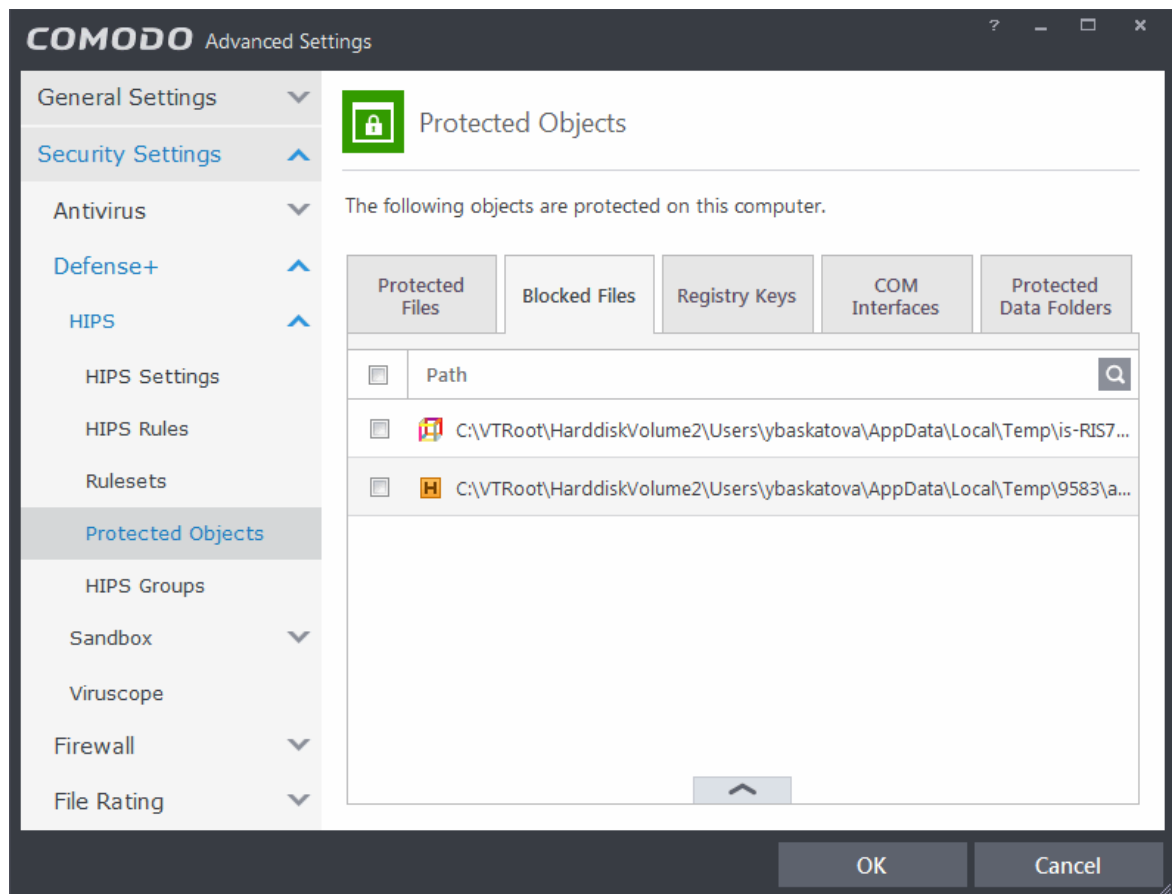 COMODO Advanced Settings
?
General Settings
Security Settings
Antivirus
Defense+
HIPS
HIPS Settings
HIPS Rules
Rulesets
Protected Objects
HIPS Groups
Sandbox
Viruscope
Firewall
File Rating
Protected Objects
The following objects are protected on this computer.
Protected
Files
Blocked Files
Registry Keys
COM
Interfaces
Protected
Data Folders
Path
C:\VTRoot\HarddiskVolume2\Users\ybaskatova\AppData\Local\Temp\is-RIS7...
H C:\VTRoot\HarddiskVolume2\Users\ybaskatova\AppData\Local\Temp\9583\a...
OK
Cancel